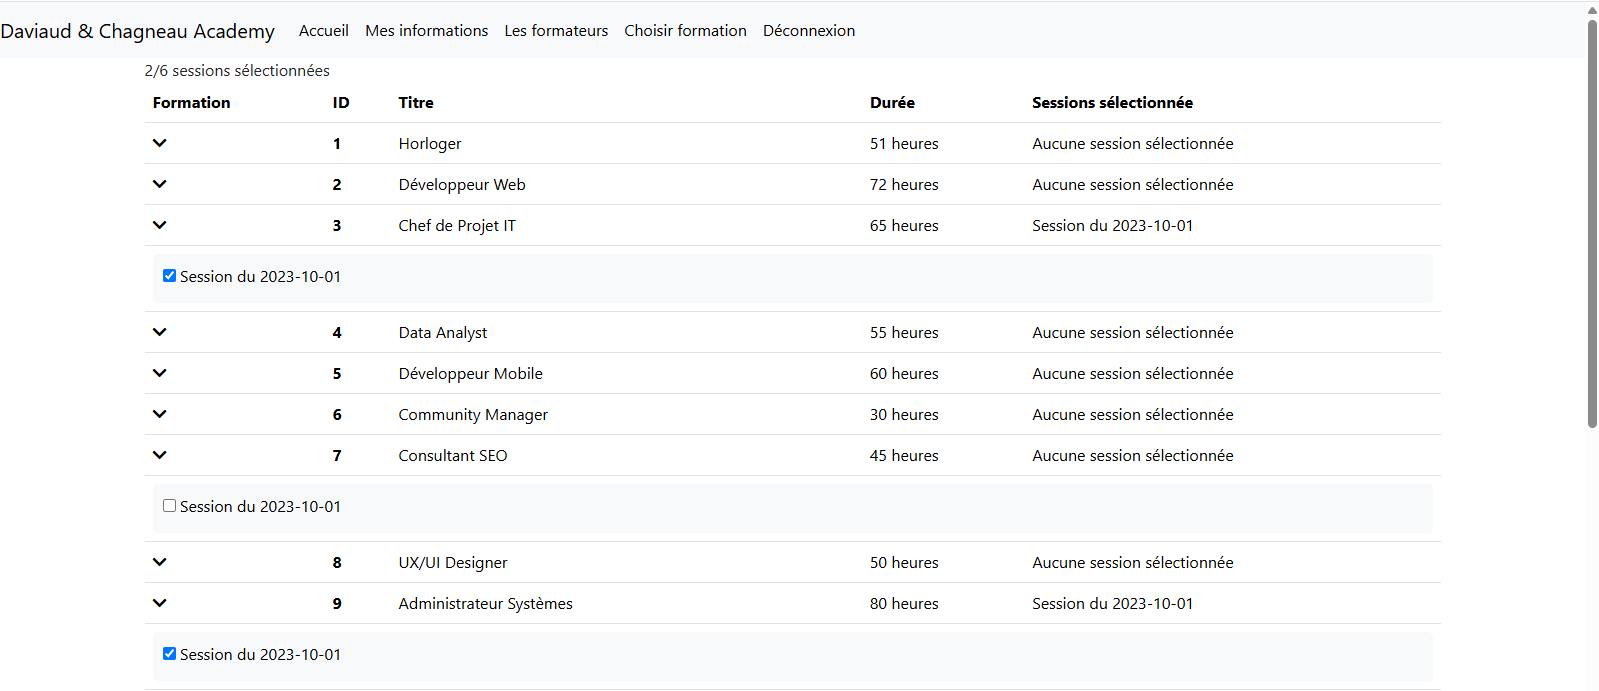 Daviaud & Chagneau Academy Accueil Mes informations Les formateurs Choisir formation Déconnexion
2/6 sessions sélectionnées
Formation ID Titre Durée Sessions sélectionnée
1 Horloger 51 heures Aucune session sélectionnée
2 Développeur Web 72 heures Aucune session sélectionnée
3 Chef de Projet IT 65 heures Session du 2023-10-01
Session du 2023-10-01
4 Data Analyst 55 heures Aucune session sélectionnée
5 Développeur Mobile 60 heures Aucune session sélectionnée
6 Community Manager 30 heures Aucune session sélectionnée
7 Consultant SEO 45 heures Aucune session sélectionnée
Session du 2023-10-01
8 UX/UI Designer 50 heures Aucune session sélectionnée
9 Administrateur Systèmes 80 heures Session du 2023-10-01
Session du 2023-10-01